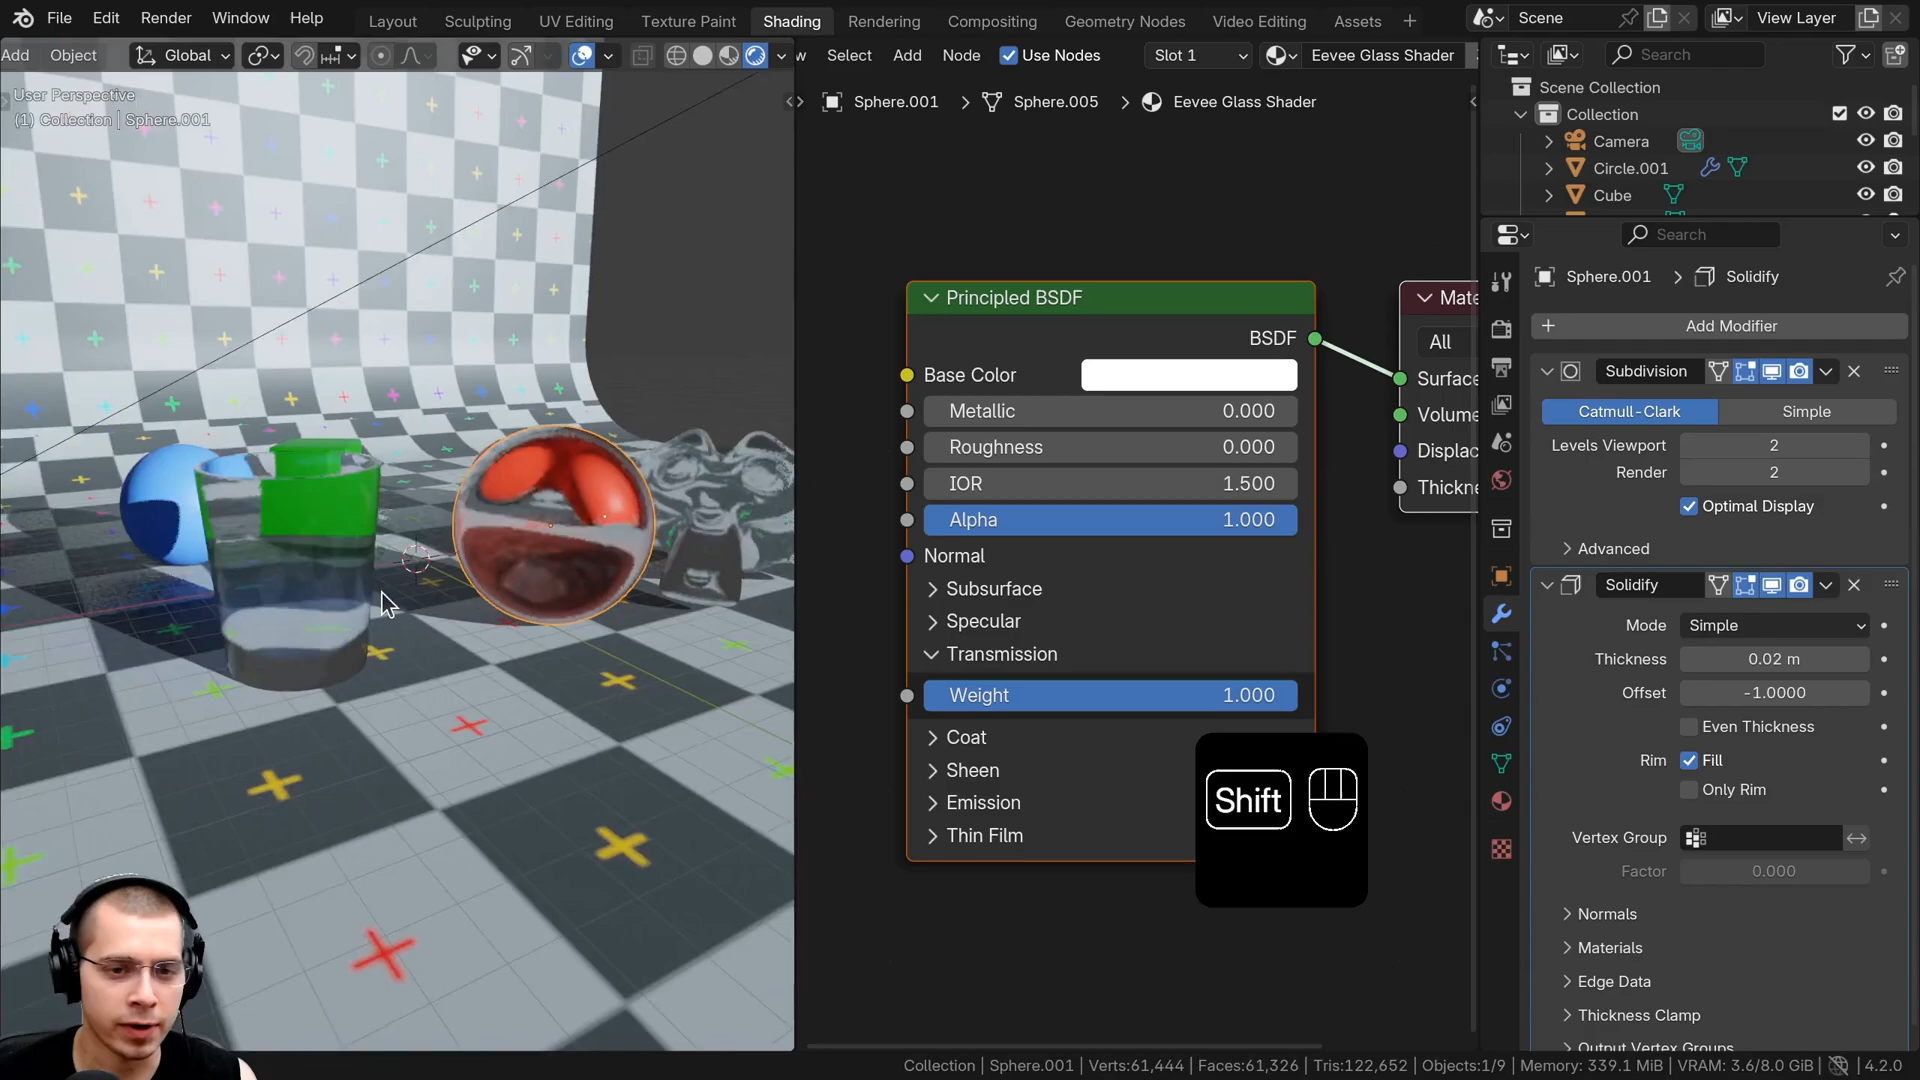 File Edit Render Window Help Layout Sculpting UV Editing Texture Paint Shading Rendering Compositing Geometry Nodes Video Editing Assets Scene View Layer
Add Object Global Select Add Node Use Nodes Slot 1 Eevee Glass Shader Search
User Perspective
(1) Collection | Sphere.001
Sphere.001 Sphere.005 Eevee Glass Shader
Scene Collection
Collection
Camera
Circle.001
Cube
Search
Sphere.001 Solidify
Add Modifier
Subdivision
Catmull-Clark Simple
Levels Viewport 2
Render 2
Optimal Display
Advanced
Solidify
Mode Simple
Thickness 0.02 m
Offset -1.0000
Even Thickness
Rim Fill
Only Rim
Vertex Group
Factor 0.000
Normals
Materials
Edge Data
Thickness Clamp
Output Vertex Groups
Principled BSDF
BSDF
Base Color
Metallic 0.000
Roughness 0.000
IOR 1.500
Alpha 1.000
Normal
Subsurface
Specular
Transmission
Weight 1.000
Coat
Sheen
Emission
Thin Film
Mate
All
Surface
Volume
Displac
Thickne
Shift
Collection | Sphere.001 | Verts:61,444 | Faces:61,326 | Tris:122,652 | Objects:1/9 | Memory: 339.1 MiB | VRAM: 3.6/8.0 GiB | 4.2.0